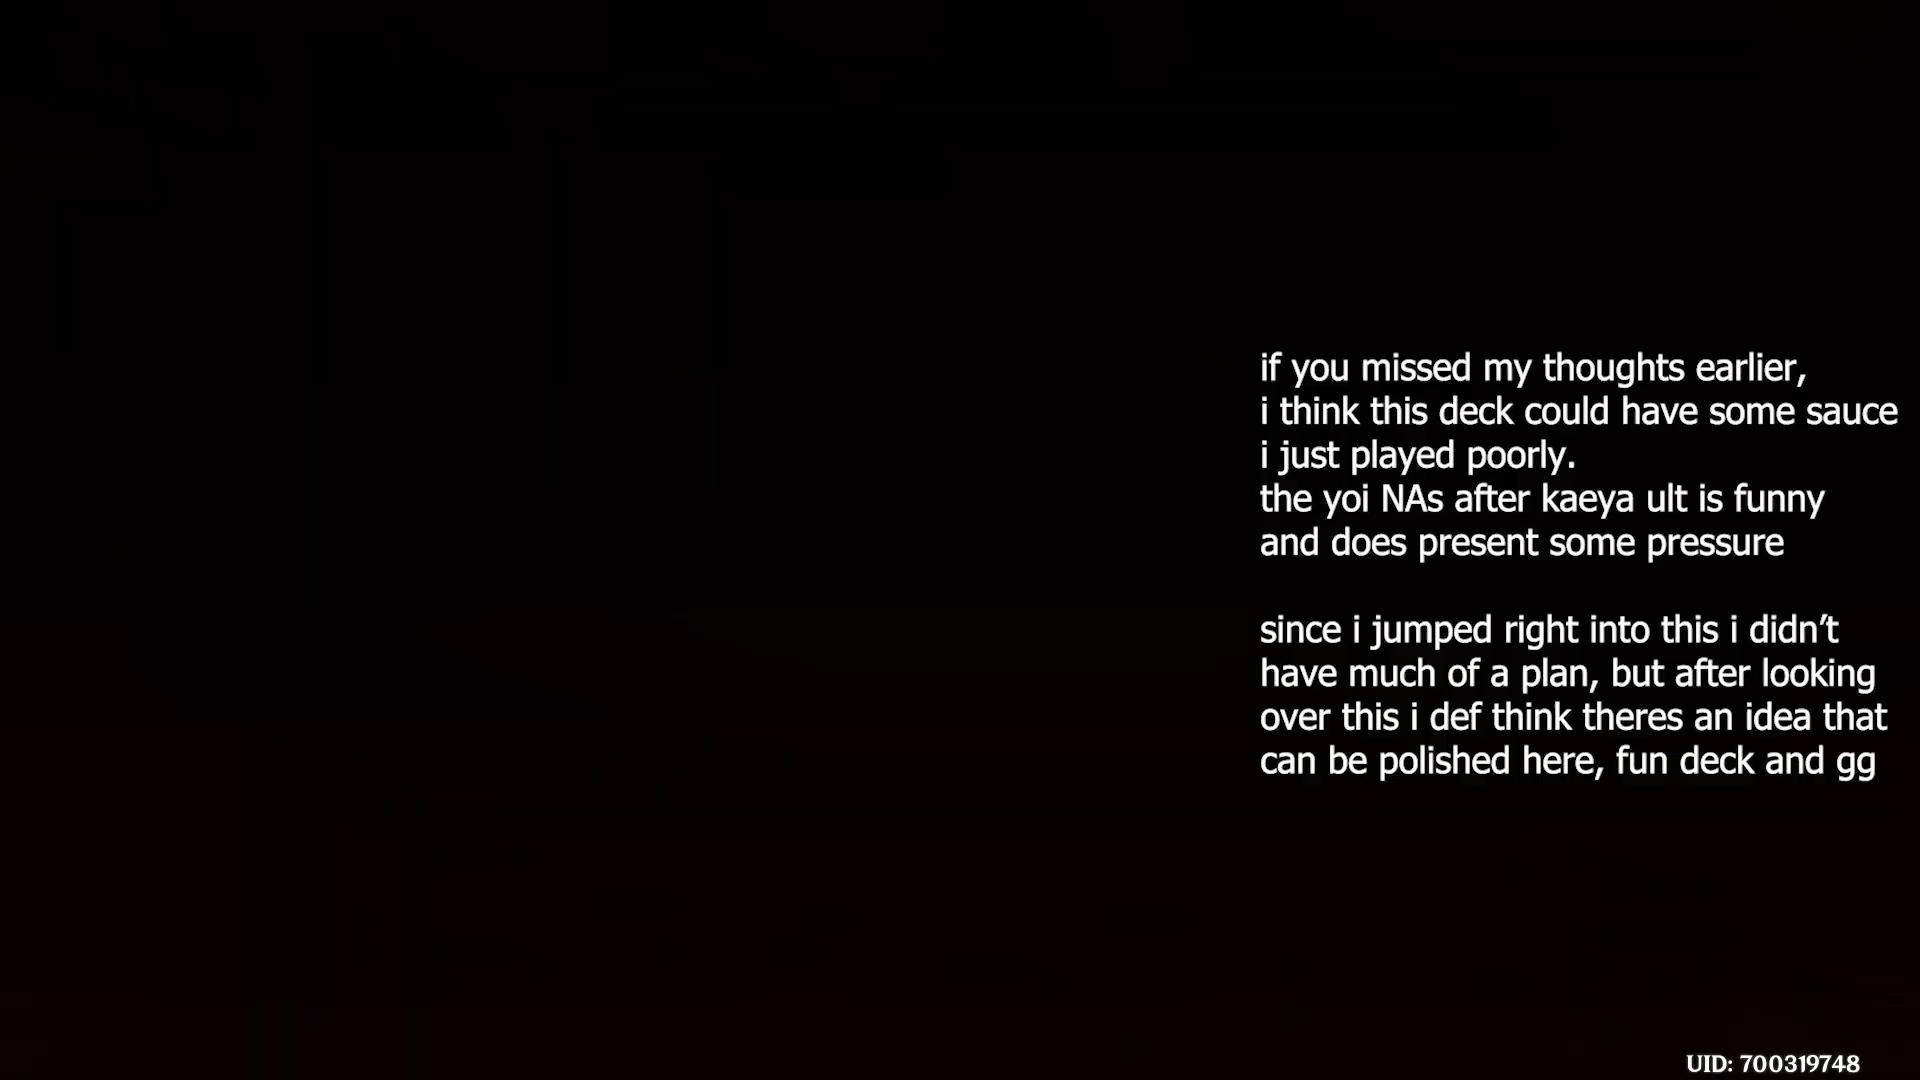 if you missed my thoughts earlier,
i think this deck could have some sauce
i just played poorly.
the yoi NAs after kaeya ult is funny
and does present some pressure
since i jumped right into this i didn't
have much of a plan, but after looking
over this i def think theres an idea that
can be polished here, fun deck and gg
UID: 700319748